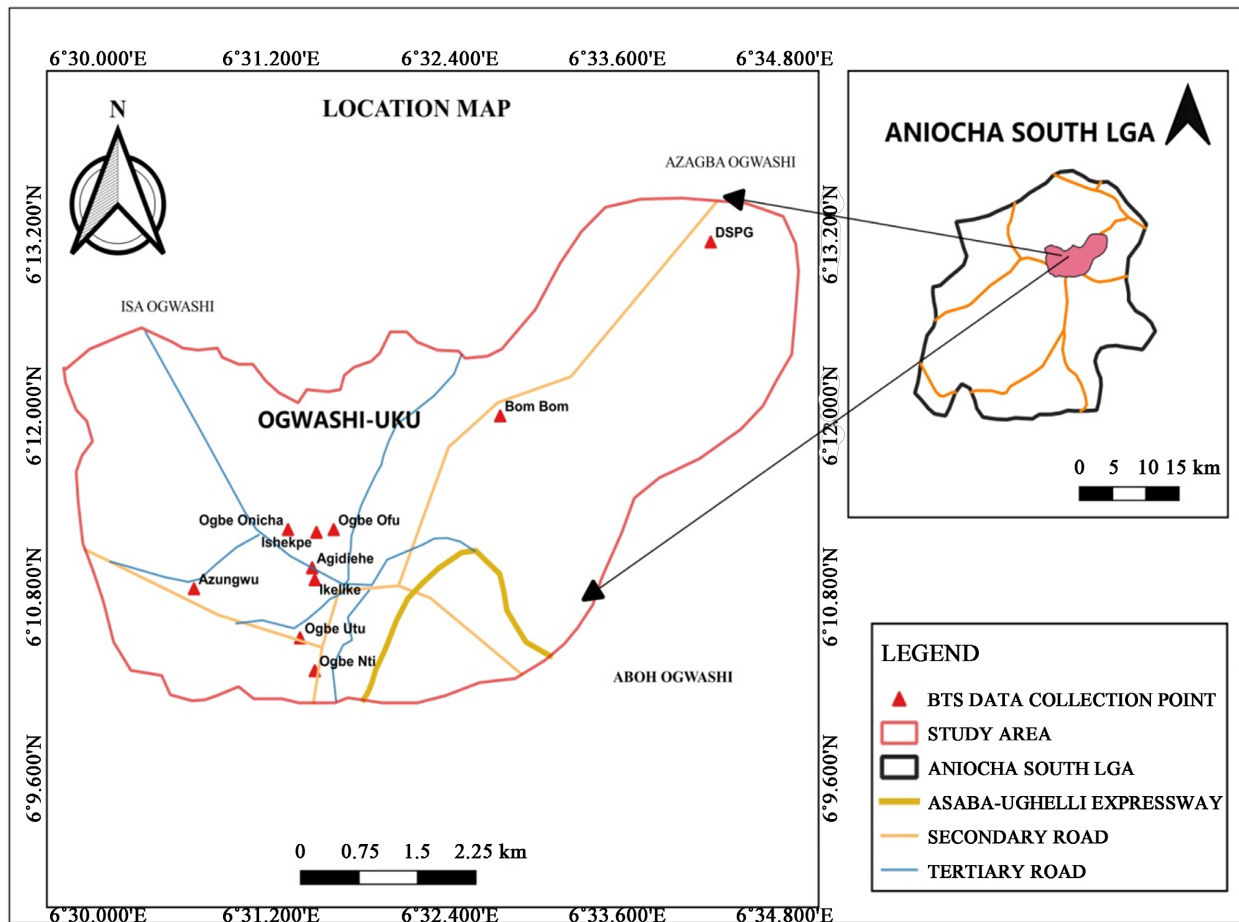 6°30.000'E 6°31.200'E 6°32.400'E 6°33.600'E 6°34.800'E
LOCATION MAP
N
AZAGBA OGWASHI
6°13.200'N
6°13.200'N
DSPG
ISA OGWASHI
6°12.000'N
6°12.000'N
Bom Bom
OGWASHI-UKU
Ogbe Onicha
Ogbe Ofu
Ishekpe
Agidiehe
Azungwu
Ikelike
6°10.800'N
6°10.800'N
Ogbe Utu
Ogbe Nti
ABOH OGWASHI
6°9.600'N
6°9.600'N
0 0.75 1.5 2.25 km
6°30.000'E 6°31.200'E 6°32.400'E 6°33.600'E 6°34.800'E
ANIOCHA SOUTH LGA
0 5 10 15 km
LEGEND
BTS DATA COLLECTION POINT
STUDY AREA
ANIOCHA SOUTH LGA
ASABA-UGHELLI EXPRESSWAY
SECONDARY ROAD
TERTIARY ROAD